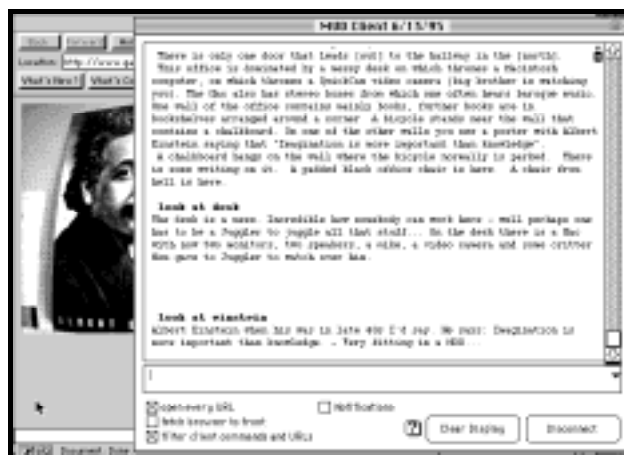 MUD Client 6/15/95
Back Forward
Location: http://www.
What's New? What's Co
There is only one door that leads (out) to the hallway in the (north).
This office is dominated by a messy desk on which thrones a Macintosh
computer, on which thrones a QuickCam video camera (big brother is watching
you). The Mac also has stereo boxes from which one often hears baroque music.
One wall of the office contains mainly books, further books are in
bookshelves arranged around a corner. A bicycle stands near the wall that
contains a chalkboard. On one of the other walls you see a poster with Albert
Einstein saying that "Imagination is more important than knowledge".
A chalkboard hangs on the wall where the bicycle normally is parked. There
is some writing on it. A padded black office chair is here. A chair from
hell is here.
look at desk
The desk is a mess. Incredible how somebody can work here - well perhaps one
has to be a Juggler to juggle all that stuff... On the desk there is a Mac
with now two monitors, two speakers, a mike, a video camera and some critter
gave to Juggler to watch over him.
look at einstein
Albert Einstein when his was in late 40s I'd say. He says: Imagination is
more important than knowledge. - Very fitting in a MUD...
open every URL
Notifications
fetch browser to front
filter client commands and URLs
?
Clear Display
Disconnect
ALBERT
Document: Done